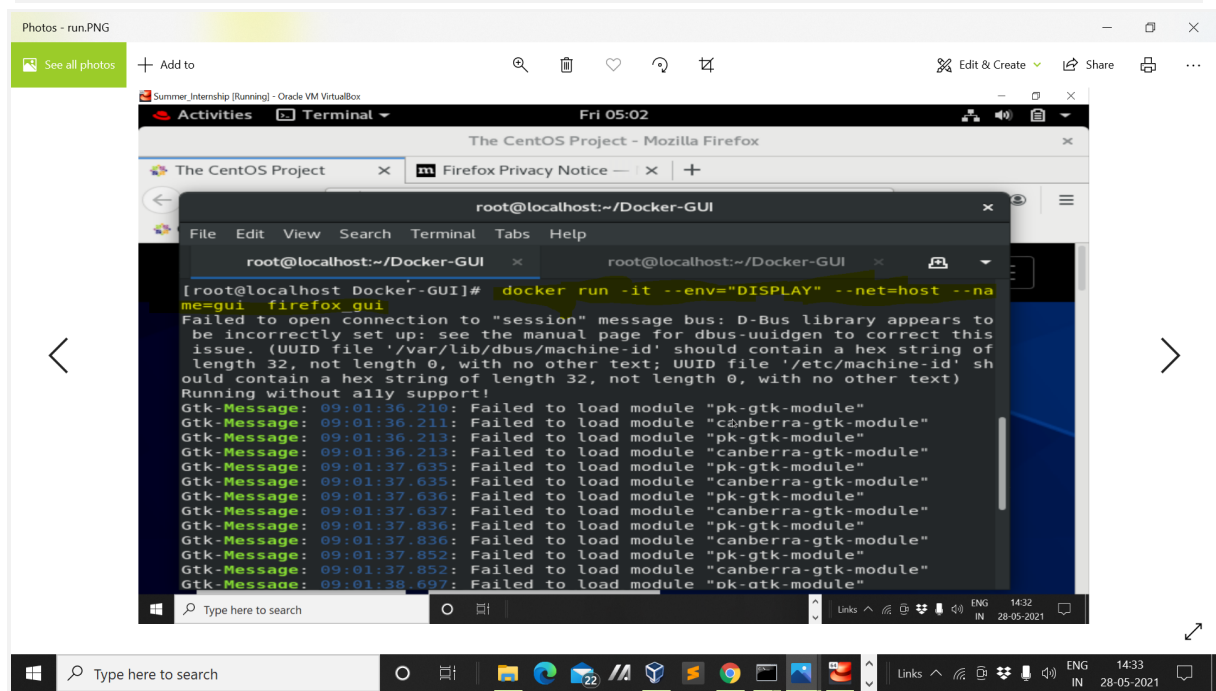 Photos - run.PNG
See all photos
Add to
Edit & Create
Share
Summer_Internship [Running] - Oracle VM VirtualBox
Activities Terminal Fri 05:02
The CentOS Project - Mozilla Firefox
The CentOS Project
Firefox Privacy Notice —
root@localhost:~/Docker-GUI
File Edit View Search Terminal Tabs Help
root@localhost:~/Docker-GUI root@localhost:~/Docker-GUI
[root@localhost Docker-GUI]# docker run -it --env="DISPLAY" --net=host --na
me=gui firefox_gui
Failed to open connection to "session" message bus: D-Bus library appears to
be incorrectly set up: see the manual page for dbus-uuidgen to correct this
issue. (UUID file '/var/lib/dbus/machine-id' should contain a hex string of
length 32, not length 0, with no other text; UUID file '/etc/machine-id' sh
ould contain a hex string of length 32, not length 0, with no other text)
Running without a11y support!
Gtk-Message: 09:01:36.210: Failed to load module "pk-gtk-module"
Gtk-Message: 09:01:36.211: Failed to load module "canberra-gtk-module"
Gtk-Message: 09:01:36.213: Failed to load module "pk-gtk-module"
Gtk-Message: 09:01:36.213: Failed to load module "canberra-gtk-module"
Gtk-Message: 09:01:37.635: Failed to load module "pk-gtk-module"
Gtk-Message: 09:01:37.635: Failed to load module "canberra-gtk-module"
Gtk-Message: 09:01:37.636: Failed to load module "pk-gtk-module"
Gtk-Message: 09:01:37.637: Failed to load module "canberra-gtk-module"
Gtk-Message: 09:01:37.836: Failed to load module "pk-gtk-module"
Gtk-Message: 09:01:37.836: Failed to load module "canberra-gtk-module"
Gtk-Message: 09:01:37.852: Failed to load module "pk-gtk-module"
Gtk-Message: 09:01:37.852: Failed to load module "canberra-gtk-module"
Gtk-Message: 09:01:38.697: Failed to load module "pk-gtk-module"
Type here to search
Links
ENG 14:32
IN 28-05-2021
Type here to search
22
Links
ENG 14:33
IN 28-05-2021